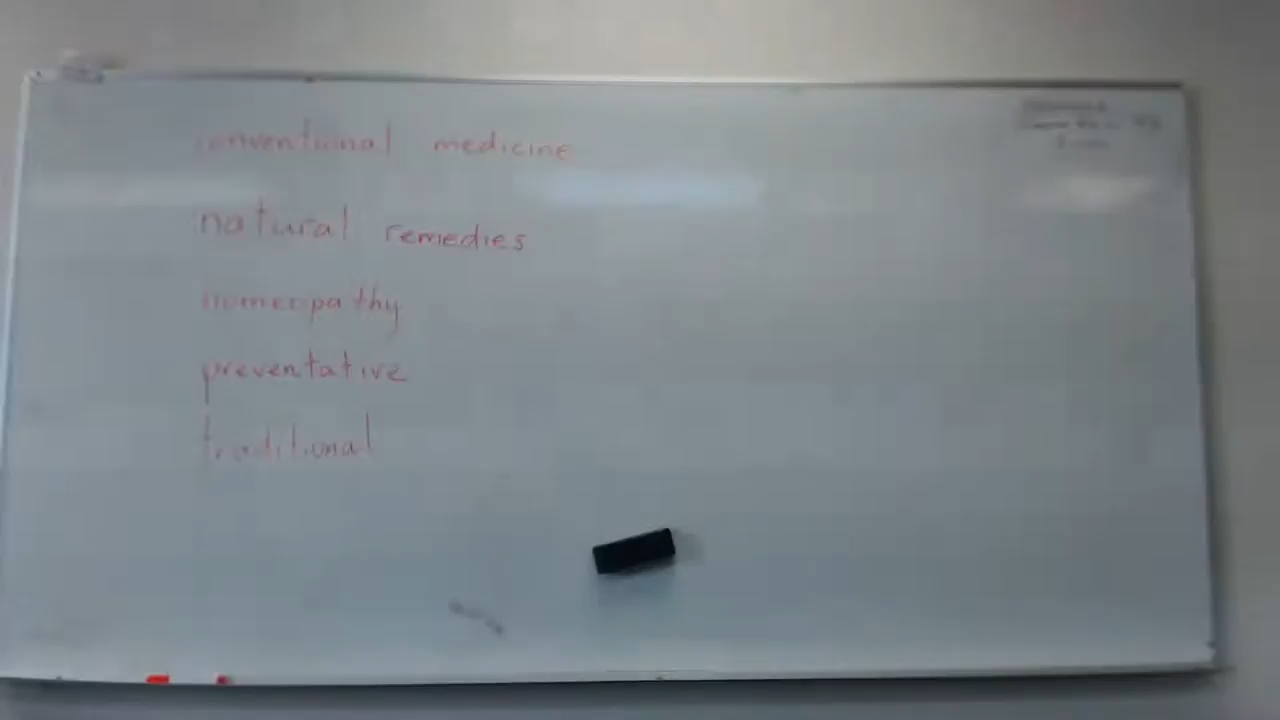 conventional medicine
natural remedies
homeopathy
preventative
traditional